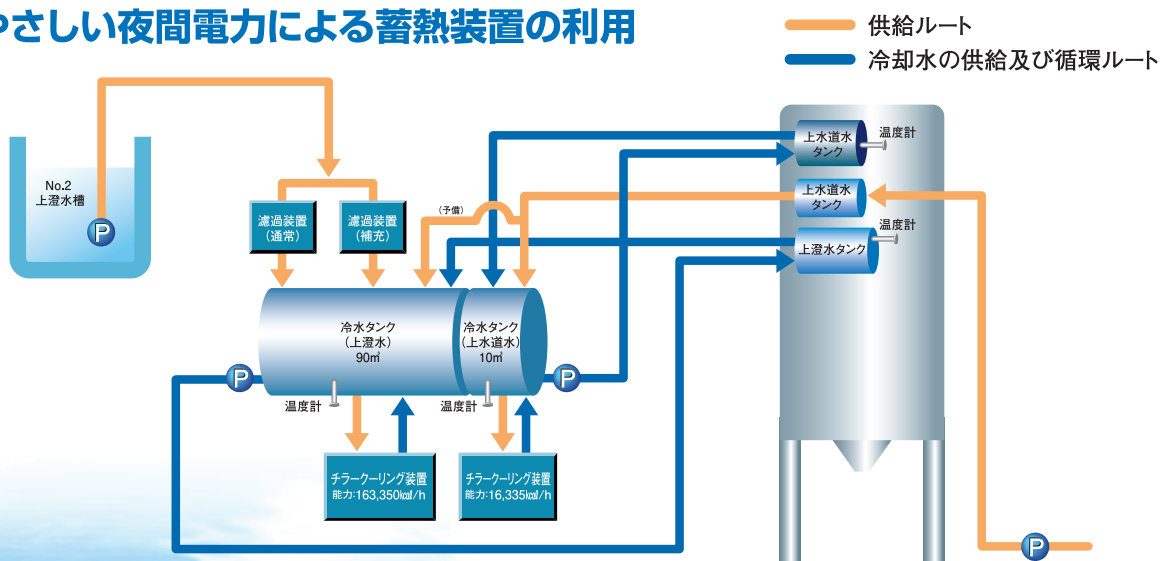 やさしい夜間電力による蓄熱装置の利用
供給ルート
冷却水の供給及び循環ルート
No.2
上澄水槽
P
濾過装置
(通常)
濾過装置
(補充)
(予備)
上水道水
タンク
温度計
上水道水
タンク
温度計
上澄水タンク
冷水タンク
(上澄水)
90㎥
冷水タンク
(上水道水)
10㎥
P
P
温度計
温度計
チラークーリング装置
能力:163,350㎉/h
チラークーリング装置
能力:16,335㎉/h
P